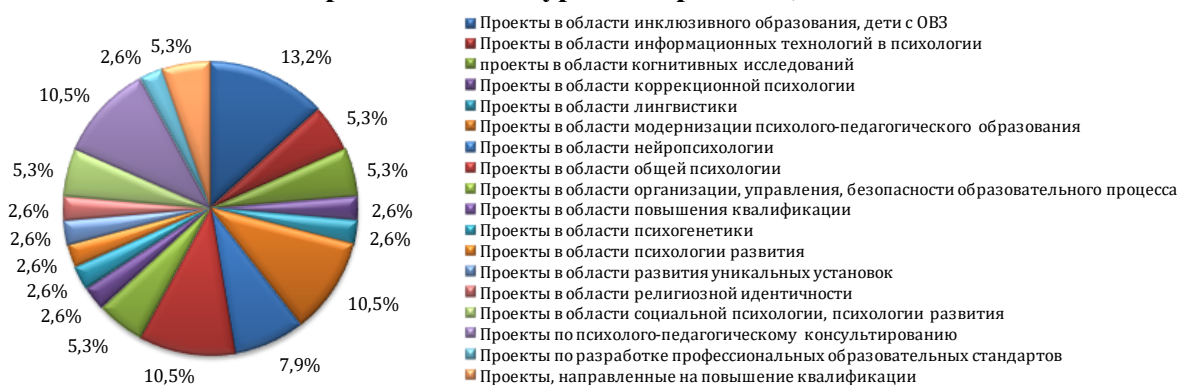 Проекты в области инклюзивного образования, дети с ОВЗ
Проекты в области информационных технологий в психологии
проекты в области когнитивных исследований
Проекты в области коррекционной психологии
Проекты в области лингвистики
Проекты в области модернизации психолого-педагогического образования
Проекты в области нейропсихологии
Проекты в области общей психологии
Проекты в области организации, управления, безопасности образовательного процесса
Проекты в области повышения квалификации
Проекты в области психогенетики
Проекты в области психологии развития
Проекты в области развития уникальных установок
Проекты в области религиозной идентичности
Проекты в области социальной психологии, психологии развития
Проекты по психолого-педагогическому консультированию
Проекты по разработке профессиональных образовательных стандартов
Проекты, направленные на повышение квалификации
13,2%
5,3%
5,3%
2,6%
2,6%
10,5%
7,9%
10,5%
5,3%
2,6%
2,6%
2,6%
2,6%
2,6%
5,3%
10,5%
2,6%
5,3%